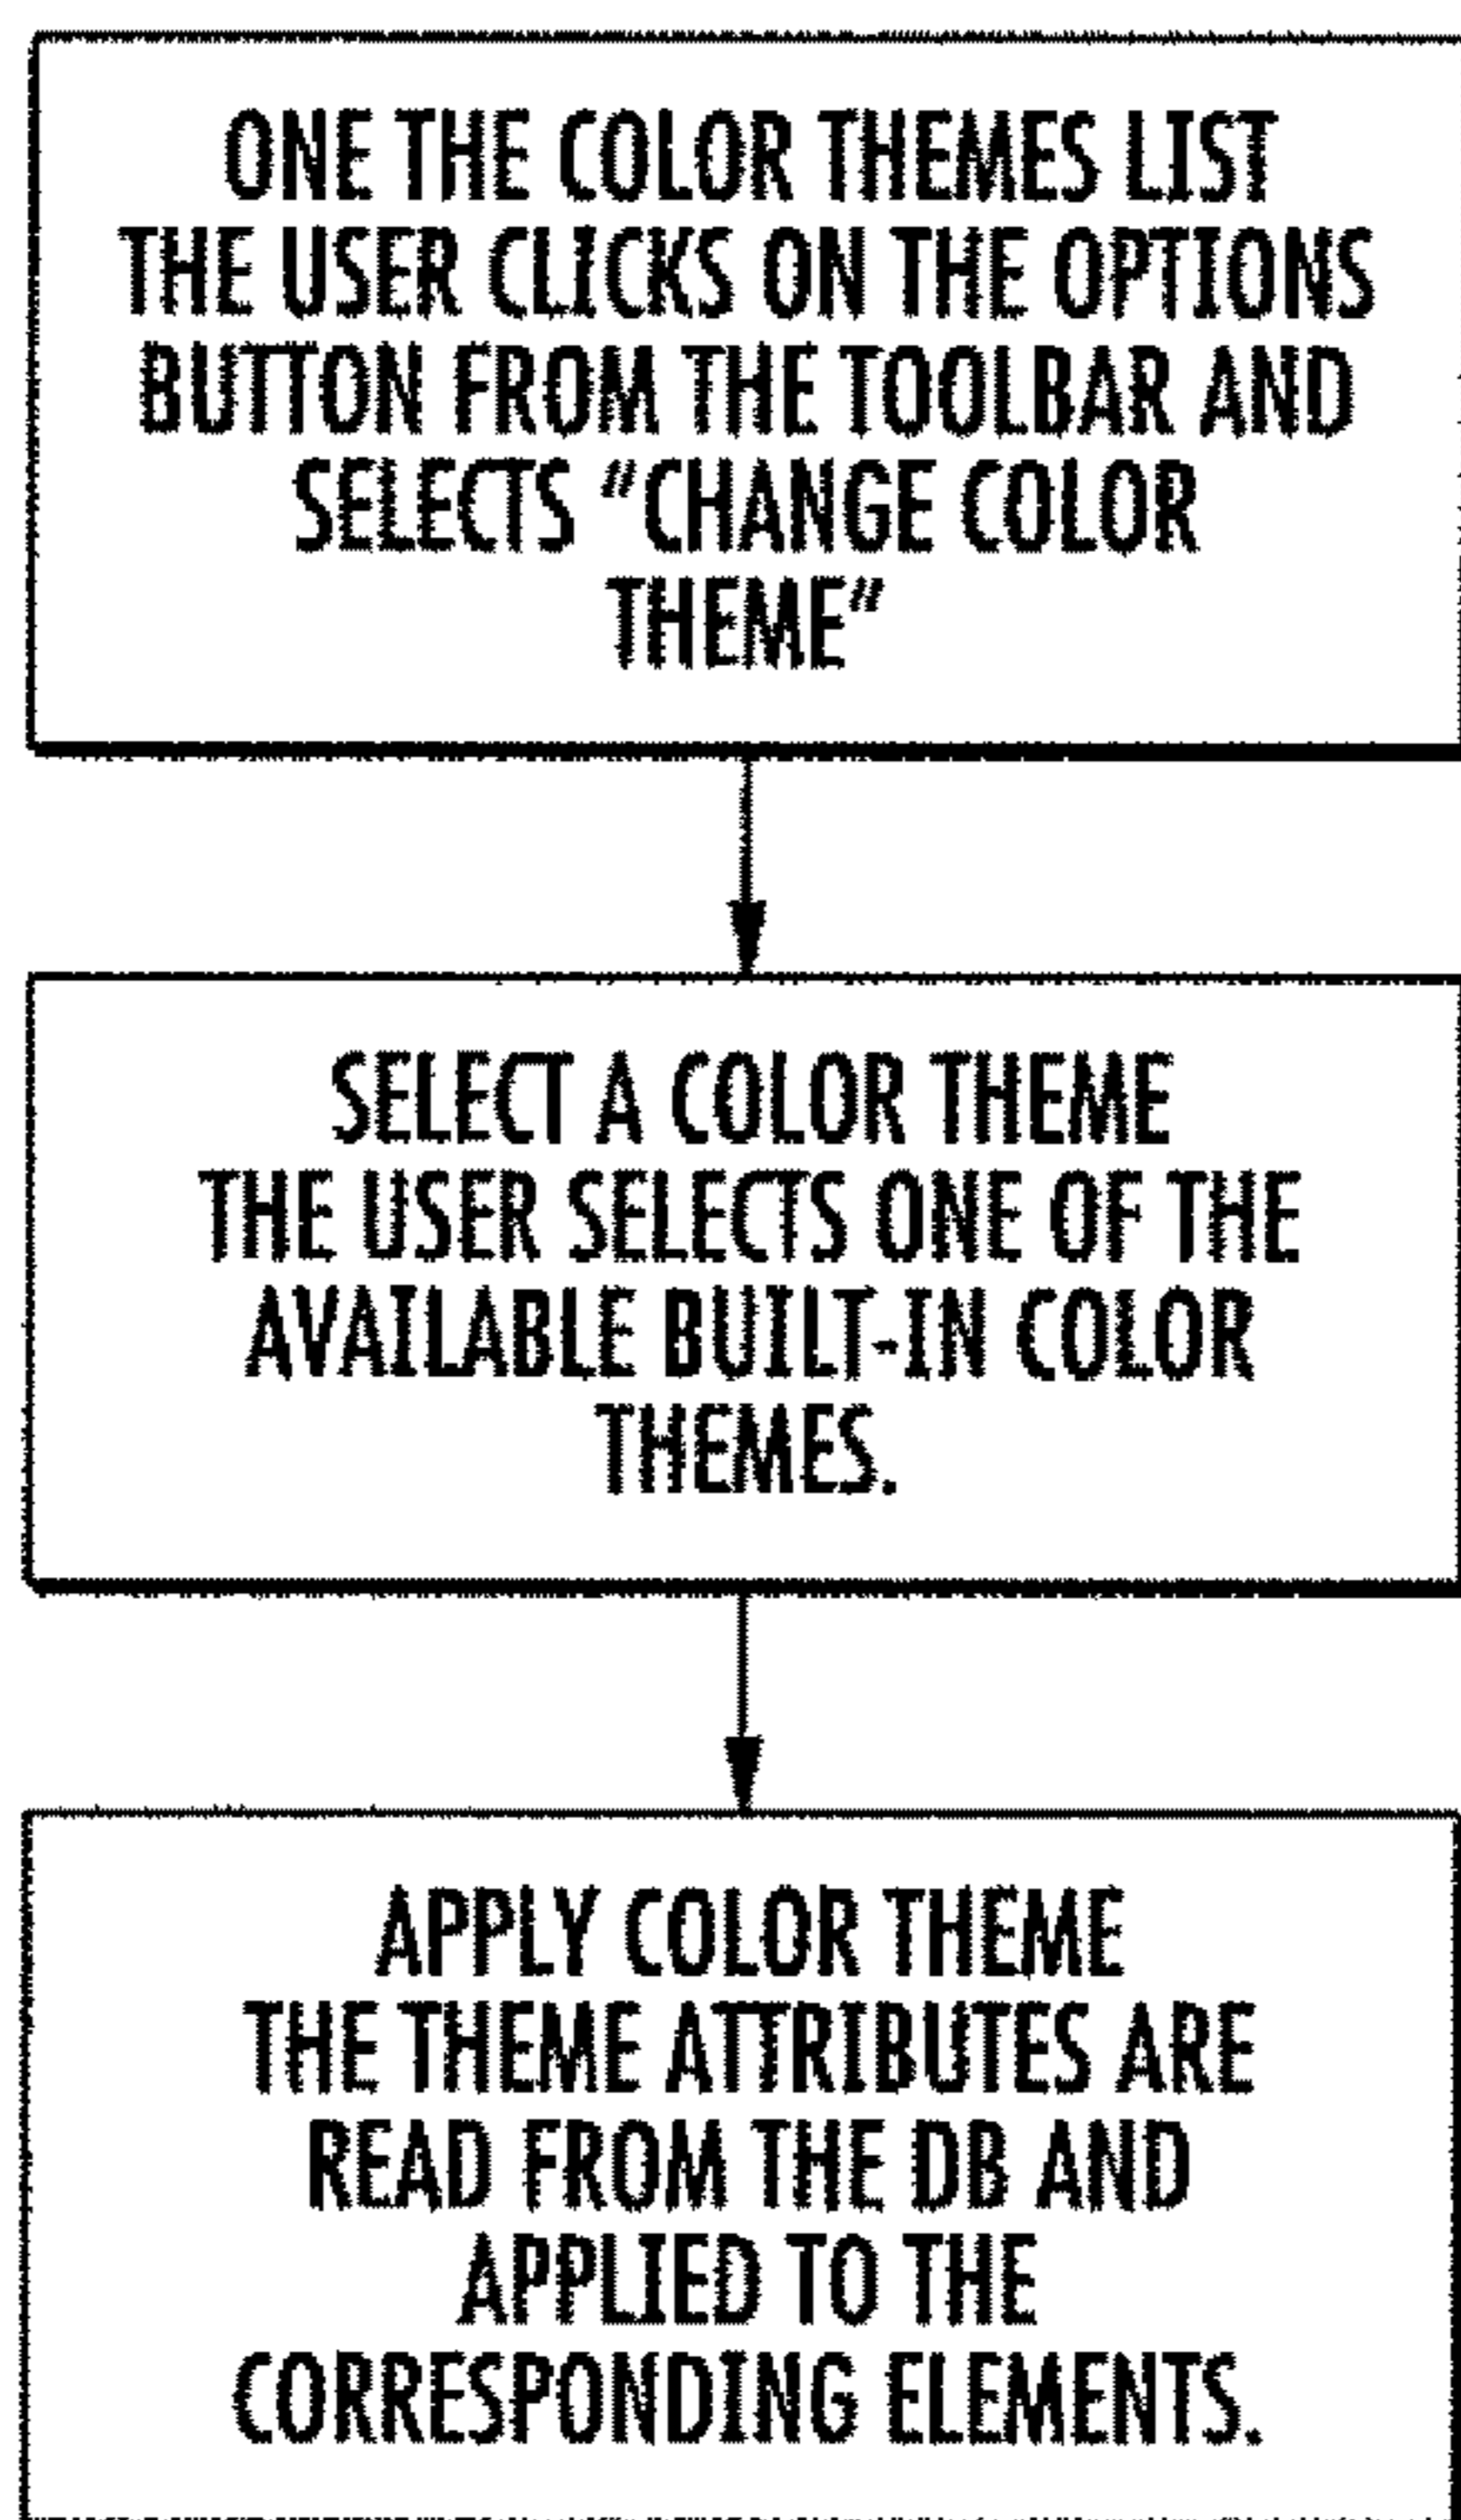 ONE THE COLOR THEMES LIST
THE USER CLICKS ON THE OPTIONS
BUTTON FROM THE TOOLBAR AND
SELECTS "CHANGE COLOR
THEME"
SELECT A COLOR THEME
THE USER SELECTS ONE OF THE
AVAILABLE BUILT-IN COLOR
THEMES.
APPLY COLOR THEME
THE THEME ATTRIBUTES ARE
READ FROM THE DB AND
APPLIED TO THE
CORRESPONDING ELEMENTS.